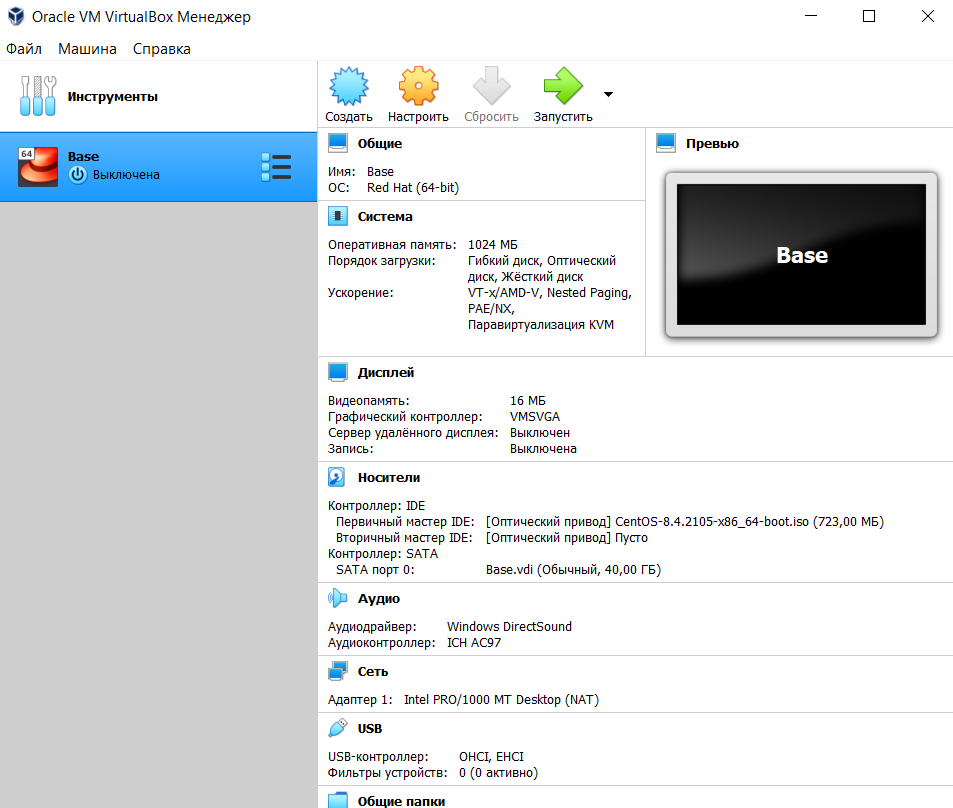 Oracle VM VirtualBox Менеджер
Файл Машина Справка
Инструменты
64
Base
Выключена
Создать Настроить Сбросить Запустить
Общие
Имя: Base
ОС: Red Hat (64-bit)
Превью
Base
Система
Оперативная память: 1024 МБ
Порядок загрузки: Гибкий диск, Оптический
диск, Жёсткий диск
Ускорение: VT-x/AMD-V, Nested Paging,
PAE/NX,
Паравиртуализация KVM
Дисплей
Видеопамять: 16 МБ
Графический контроллер: VMSVGA
Сервер удалённого дисплея: Выключен
Запись: Выключена
Носители
Контроллер: IDE
Первичный мастер IDE: [Оптический привод] CentOS-8.4.2105-x86_64-boot.iso (723,00 МБ)
Вторичный мастер IDE: [Оптический привод] Пусто
Контроллер: SATA
SATA порт 0: Base.vdi (Обычный, 40,00 ГБ)
Аудио
Аудиодрайвер: Windows DirectSound
Аудиоконтроллер: ICH AC97
Сеть
Адаптер 1: Intel PRO/1000 MT Desktop (NAT)
USB
USB-контроллер: OHCI, EHCI
Фильтры устройств: 0 (0 активно)
Общие папки